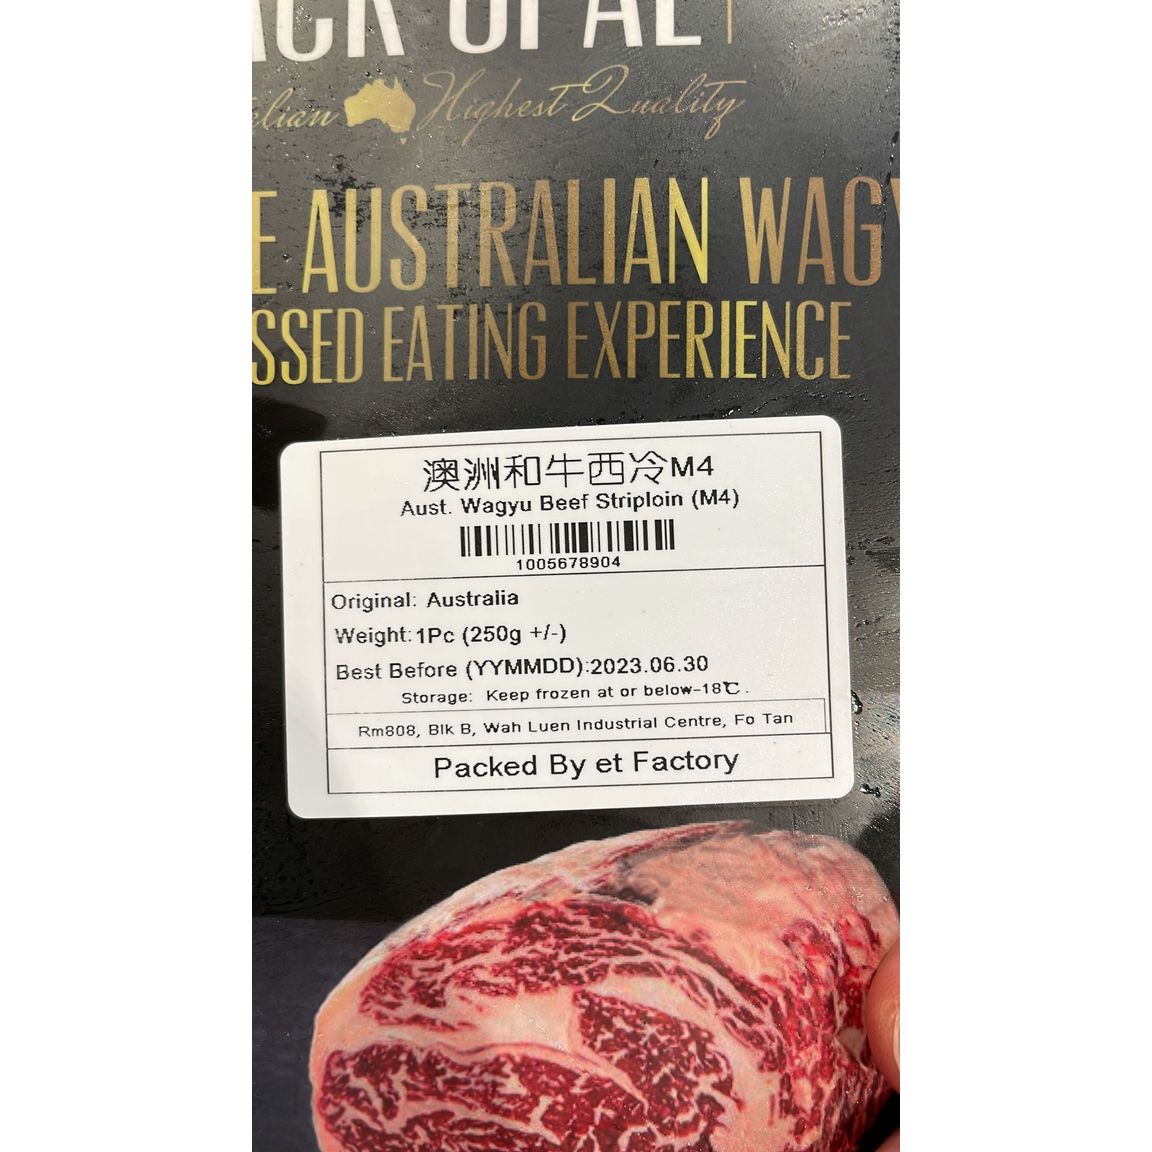 ACK OPAL
alian Highest Quality
E AUSTRALIAN WAGY
SSED EATING EXPERIENCE
澳洲和牛西冷M4
Aust. Wagyu Beef Striploin (M4)
1005678904
Original: Australia
Weight:1Pc (250g +/-)
Best Before (YYMMDD):2023.06.30
Storage: Keep frozen at or below-18℃.
Rm808, Blk B, Wah Luen Industrial Centre, Fo Tan
Packed By et Factory